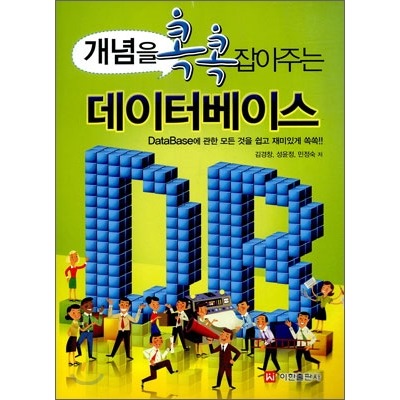 개념을 콕콕 잡아주는
데이터베이스
DataBase에 관한 모든 것을 쉽고 재미있게 쏙쏙!!
김경창, 성윤정, 민정숙 저
DB
이한출판사